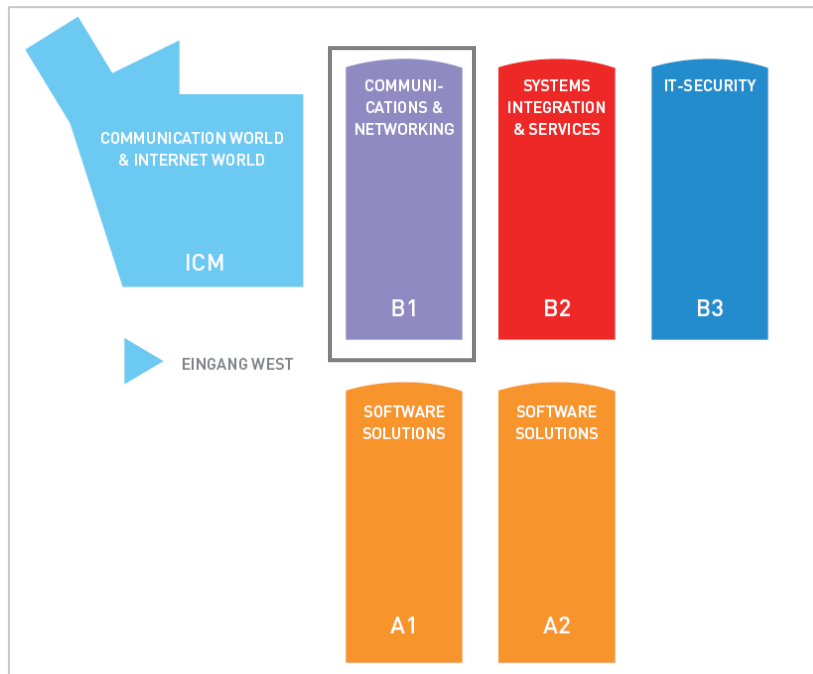 COMMUNICATION WORLD
& INTERNET WORLD
ICM
COMMUNI-
CATIONS &
NETWORKING
B1
SYSTEMS
INTEGRATION
& SERVICES
B2
IT-SECURITY
B3
EINGANG WEST
SOFTWARE
SOLUTIONS
A1
SOFTWARE
SOLUTIONS
A2